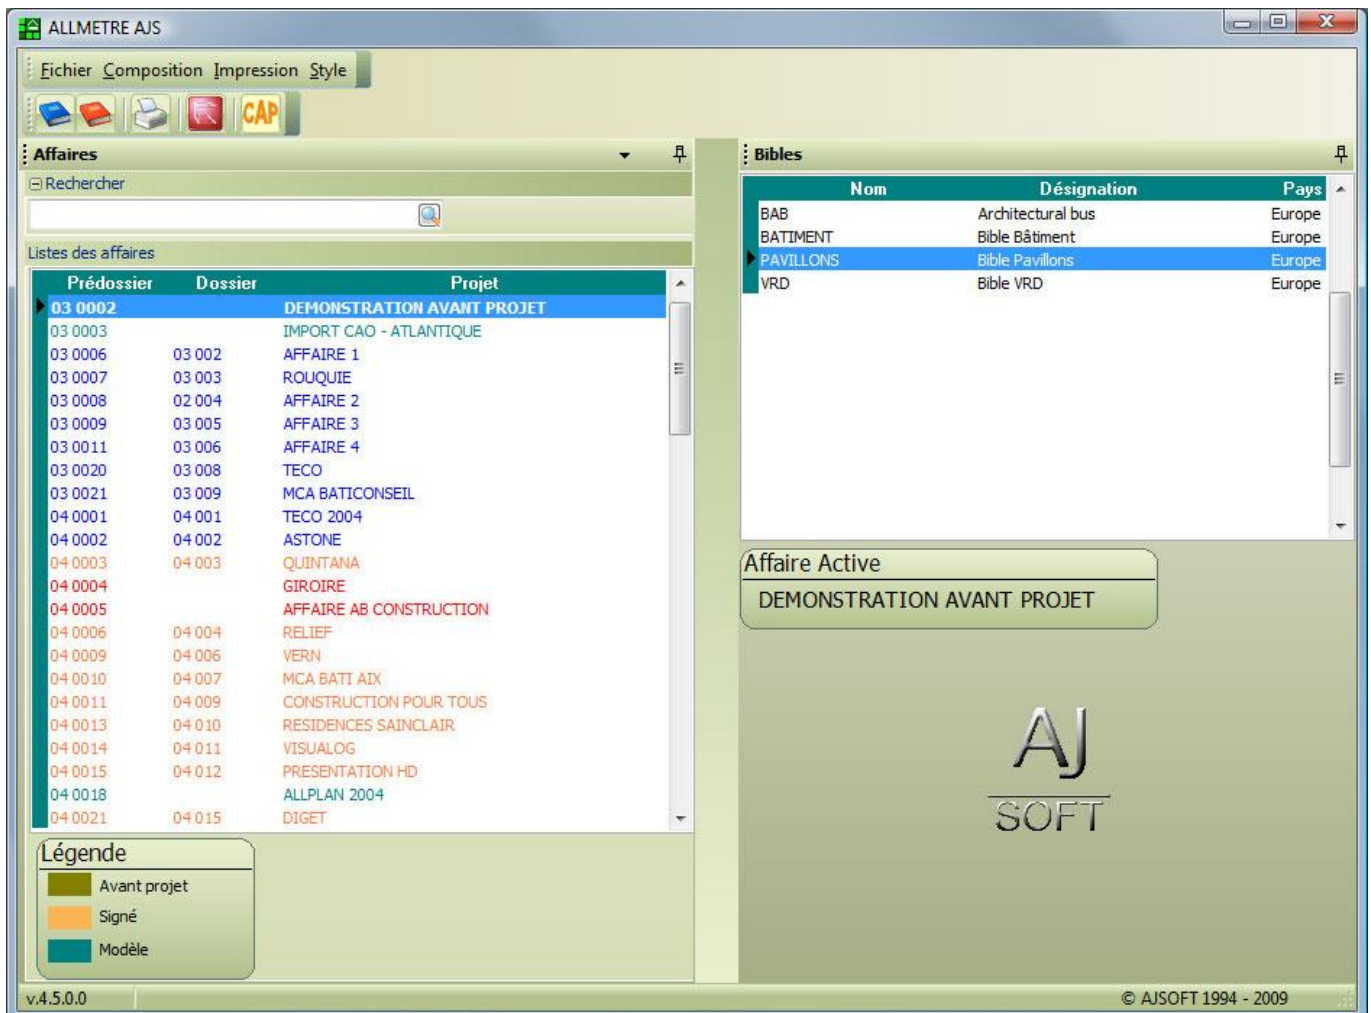 ALLMETRE AJS
Fichier Composition Impression Style
CAP
Affaires
Rechercher
Listes des affaires
Prédossier Dossier Projet
03 0002 DEMONSTRATION AVANT PROJET
03 0003 IMPORT CAO - ATLANTIQUE
03 0006 03 002 AFFAIRE 1
03 0007 03 003 ROUQUIE
03 0008 02 004 AFFAIRE 2
03 0009 03 005 AFFAIRE 3
03 0011 03 006 AFFAIRE 4
03 0020 03 008 TECO
03 0021 03 009 MCA BATICONSEIL
04 0001 04 001 TECO 2004
04 0002 04 002 ASTONE
04 0003 04 003 QUINTANA
04 0004 GIROIRE
04 0005 AFFAIRE AB CONSTRUCTION
04 0006 04 004 RELIEF
04 0009 04 006 VERN
04 0010 04 007 MCA BATI AIX
04 0011 04 009 CONSTRUCTION POUR TOUS
04 0013 04 010 RESIDENCES SAINCLAIR
04 0014 04 011 VISUALOG
04 0015 04 012 PRESENTATION HD
04 0018 ALLPLAN 2004
04 0021 04 015 DIGET
Légende
Avant projet
Signé
Modèle
Bibles
Nom Désignation Pays
BAB Architectural bus Europe
BATIMENT Bible Bâtiment Europe
PAVILLONS Bible Pavillons Europe
VRD Bible VRD Europe
Affaire Active
DEMONSTRATION AVANT PROJET
AJ
SOFT
v.4.5.0.0
© AJSOFT 1994 - 2009